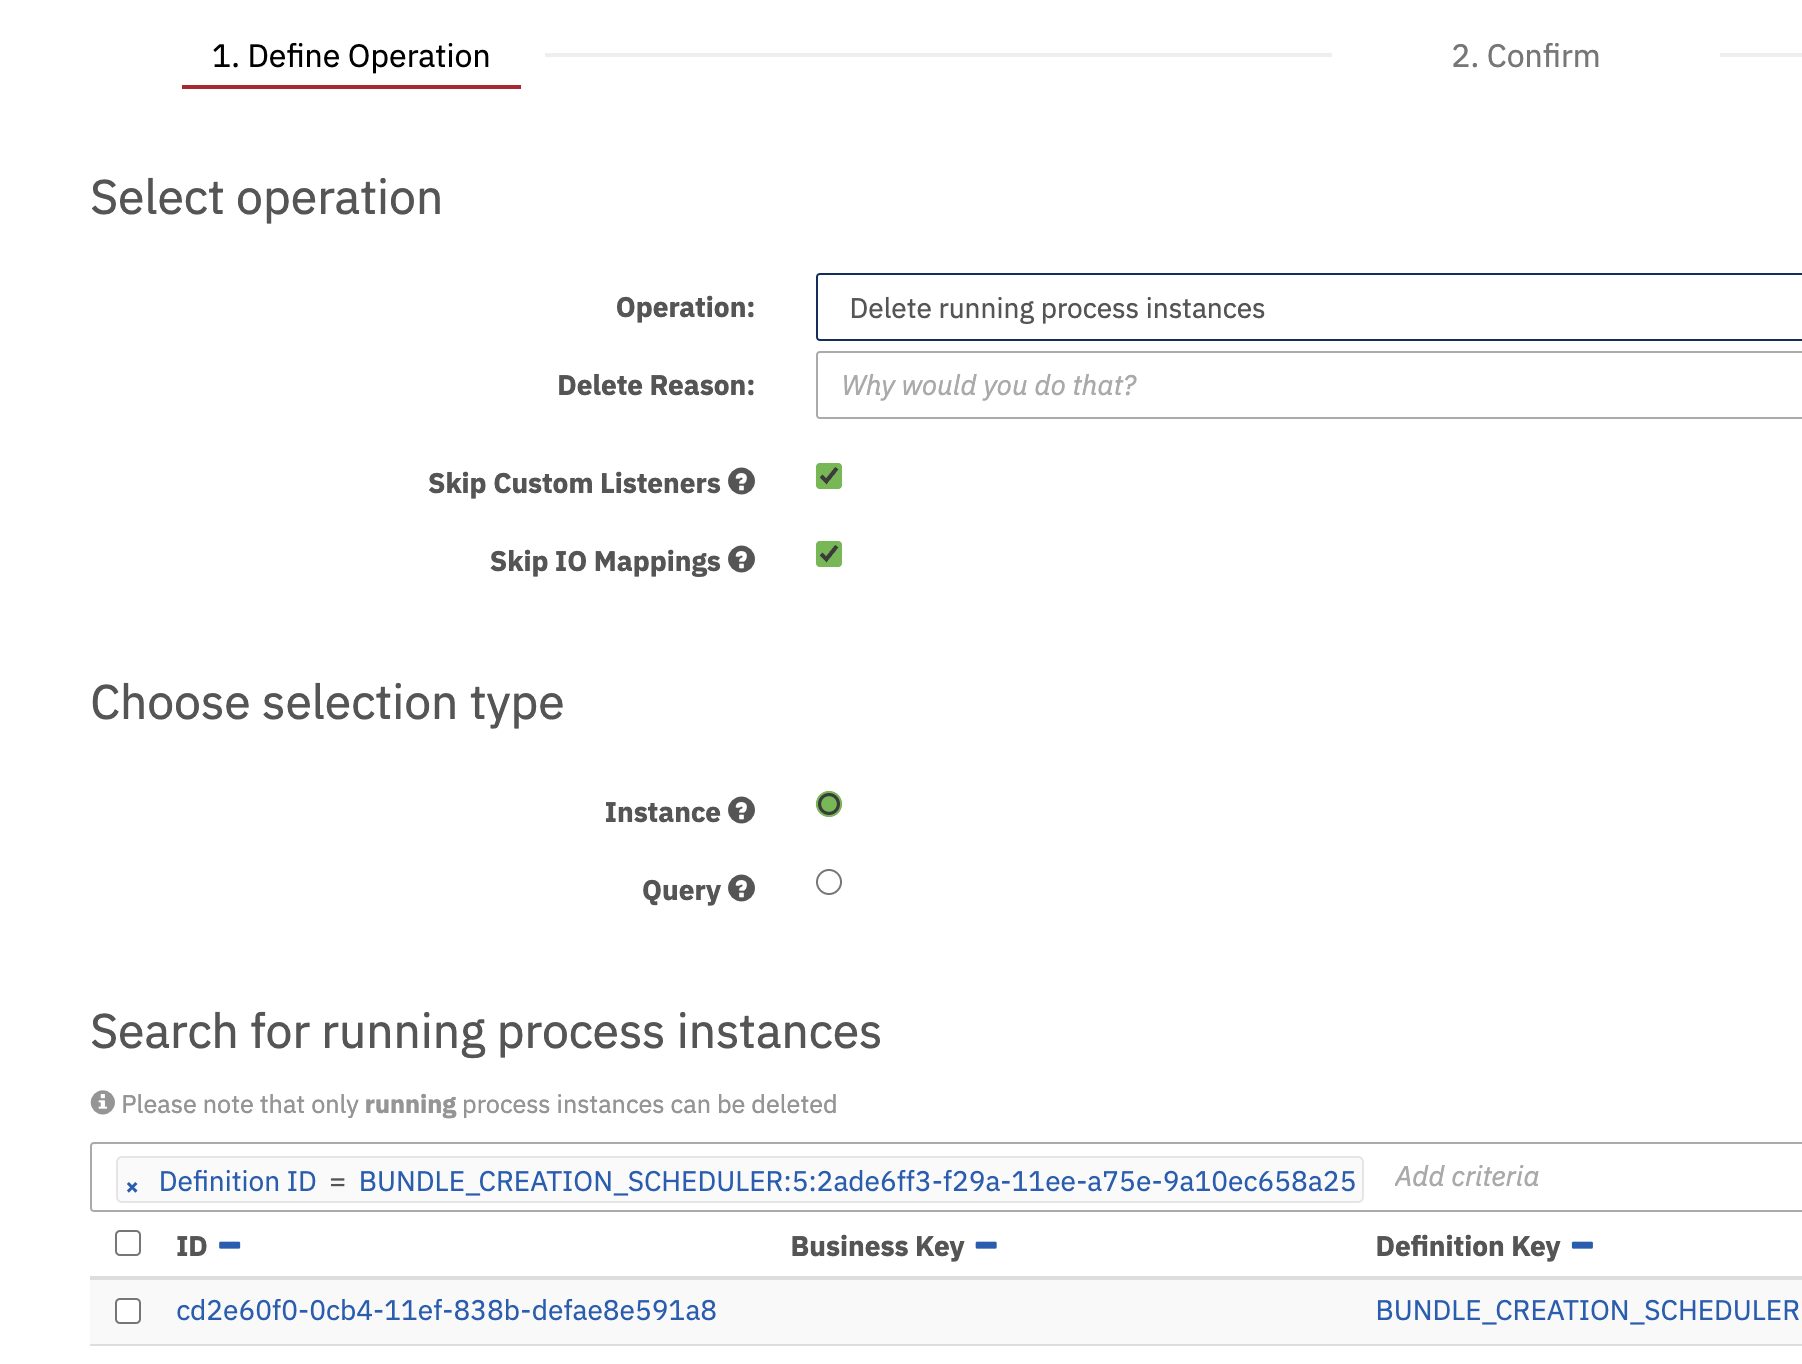 1. Define Operation
2. Confirm
Select operation
Operation:
Delete running process instances
Delete Reason:
Why would you do that?
Skip Custom Listeners
Skip IO Mappings
Choose selection type
Instance
Query
Search for running process instances
Please note that only running process instances can be deleted
× Definition ID = BUNDLE_CREATION_SCHEDULER:5:2ade6ff3-f29a-11ee-a75e-9a10ec658a25 Add criteria
ID Business Key Definition Key
cd2e60f0-0cb4-11ef-838b-defae8e591a8 BUNDLE_CREATION_SCHEDULER